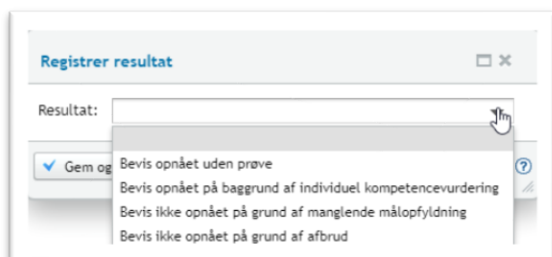 Registrer resultat
Resultat:
Gem og
Bevis opnået uden prøve
Bevis opnået på baggrund af individuel kompetencevurdering
Bevis ikke opnået på grund af manglende målopfyldning
Bevis ikke opnået på grund af afbrud